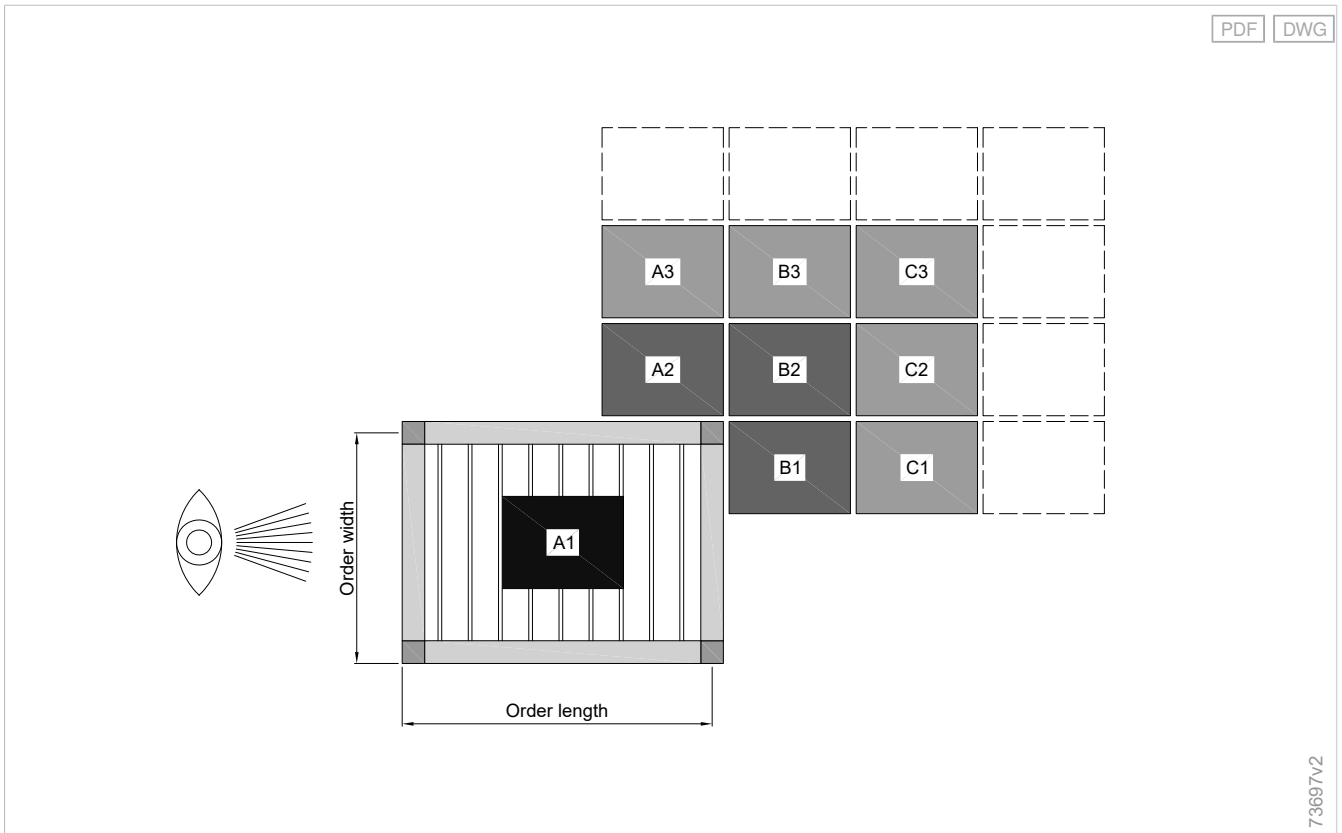 PDF DWG
A3 B3 C3
A2 B2 C2
B1 C1
A1
Order width
Order length
73697v2